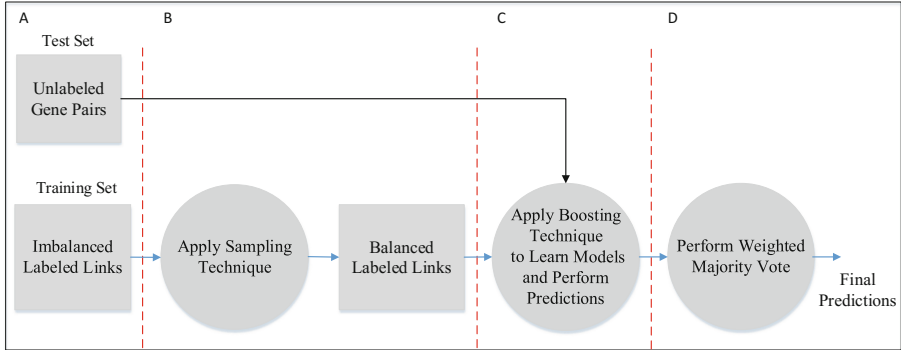 A
B
C
D
Test Set
Unlabeled
Gene Pairs
Training Set
Imbalanced
Labeled Links
Apply Sampling
Technique
Balanced
Labeled Links
Apply Boosting
Technique
to Learn Models
and Perform
Predictions
Perform Weighted
Majority Vote
Final
Predictions